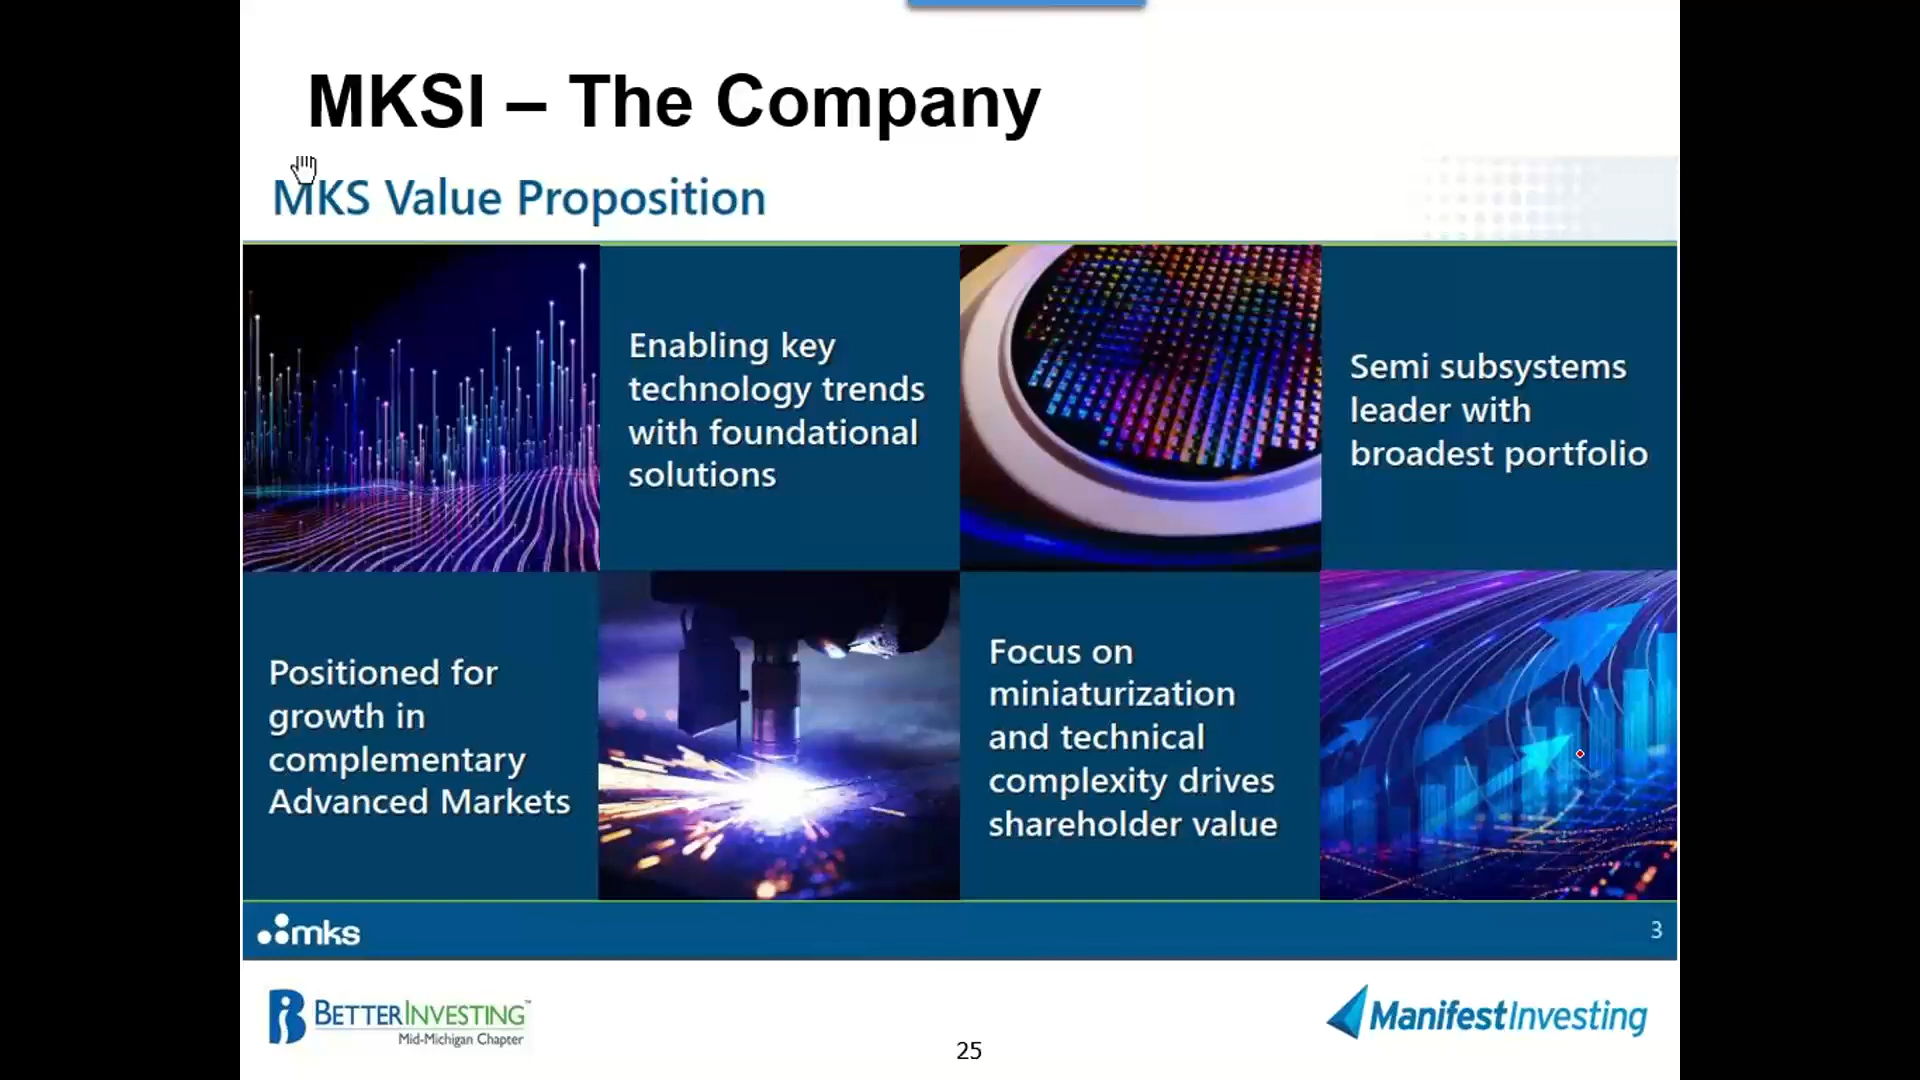 MKSI – The Company
MKS Value Proposition
Enabling key
technology trends
with foundational
solutions
Semi subsystems
leader with
broadest portfolio
Positioned for
growth in
complementary
Advanced Markets
Focus on
miniaturization
and technical
complexity drives
shareholder value
mks
3
BETTERINVESTING™
Mid-Michigan Chapter
ManifestInvesting
25